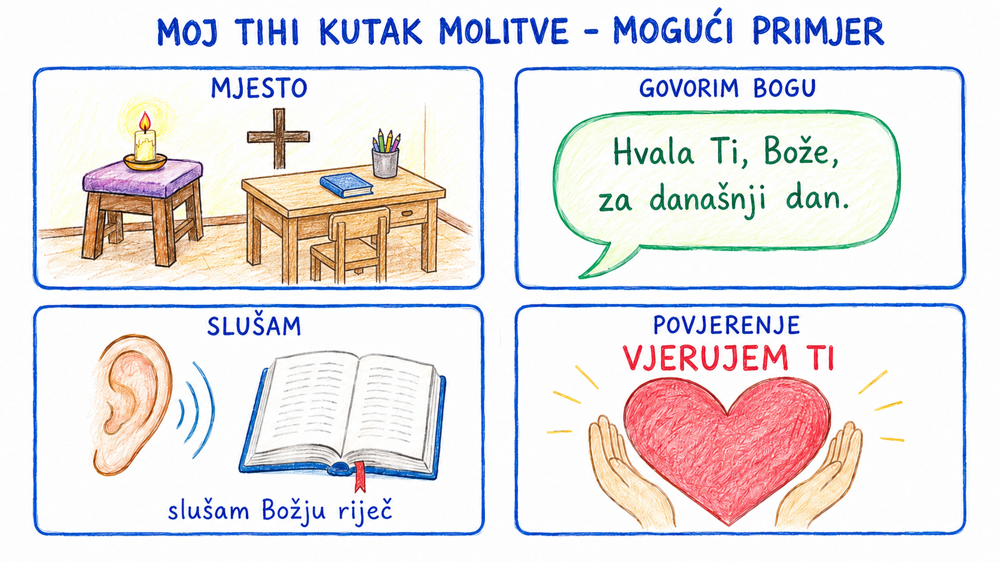 MOJ TIHI KUTAK MOLITVE - MOGUĆI PRIMJER
MJESTO
GOVORIM BOGU
Hvala Ti, Bože,
za današnji dan.
SLUŠAM
slušam Božju riječ
POVJERENJE
VJERUJEM TI